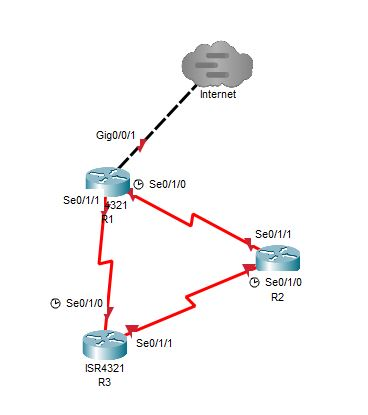 Internet
Gig0/0/1
Se0/1/0
Se0/1/1 4321
R1
Se0/1/1
Se0/1/0
R2
Se0/1/0
Se0/1/1
ISR4321
R3